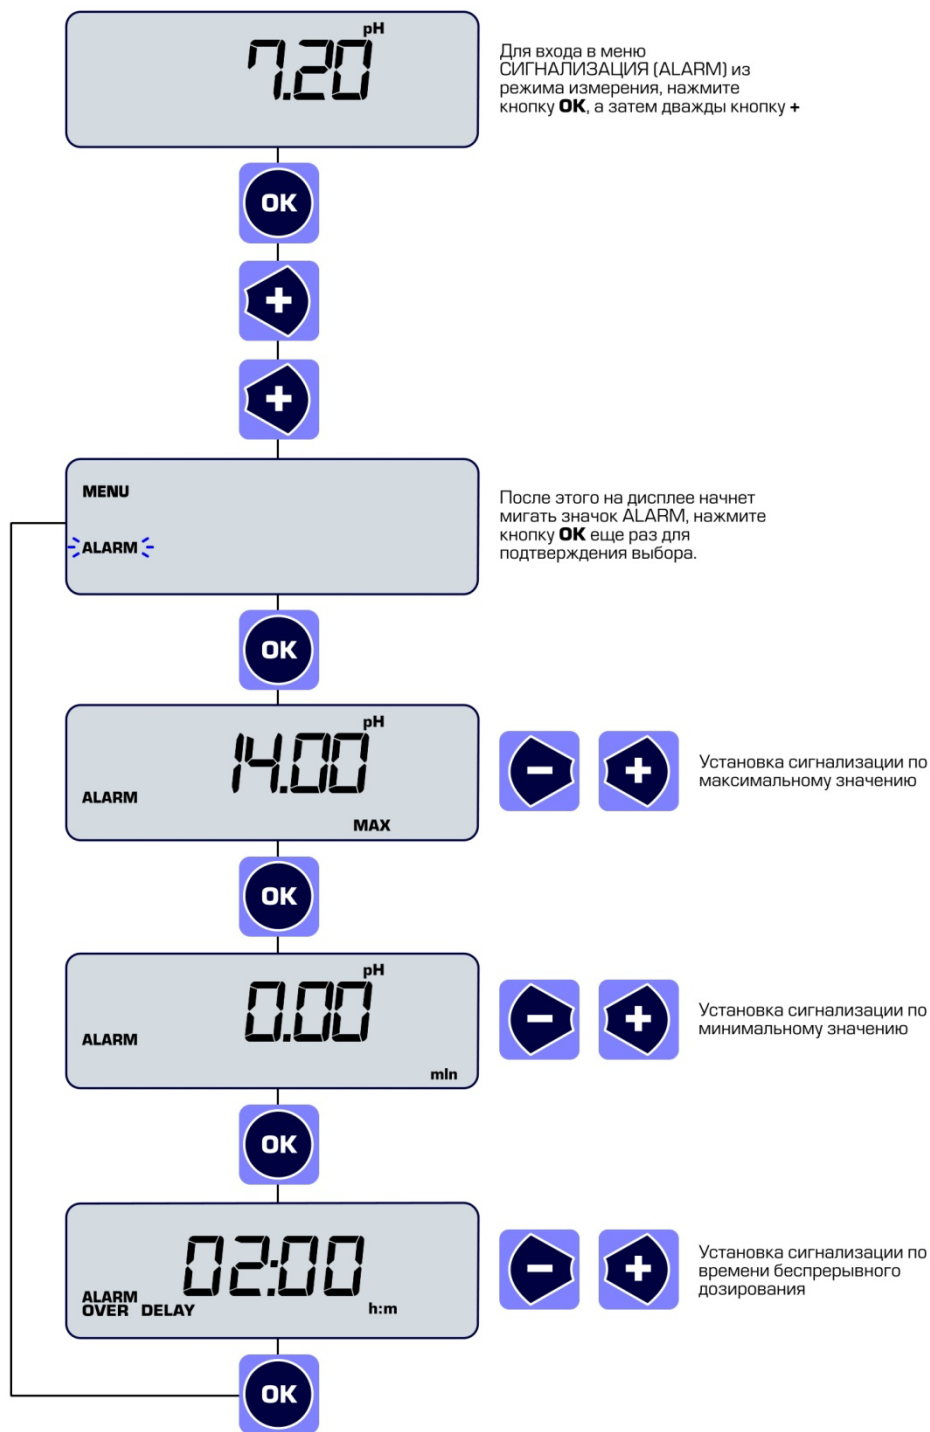 pH
7.20
Для входа в меню
СИГНАЛИЗАЦИЯ (ALARM) из
режима измерения, нажмите
кнопку OK, а затем дважды кнопку +
OK
+
+
MENU
ALARM
После этого на дисплее начнет
мигать значок ALARM, нажмите
кнопку OK еще раз для
подтверждения выбора.
OK
pH
14.00
ALARM
MAX
- +
Установка сигнализации по
максимальному значению
OK
pH
0.00
ALARM
mIn
- +
Установка сигнализации по
минимальному значению
OK
02:00
ALARM
OVER DELAY
h:m
- +
Установка сигнализации по
времени беспрерывного
дозирования
OK